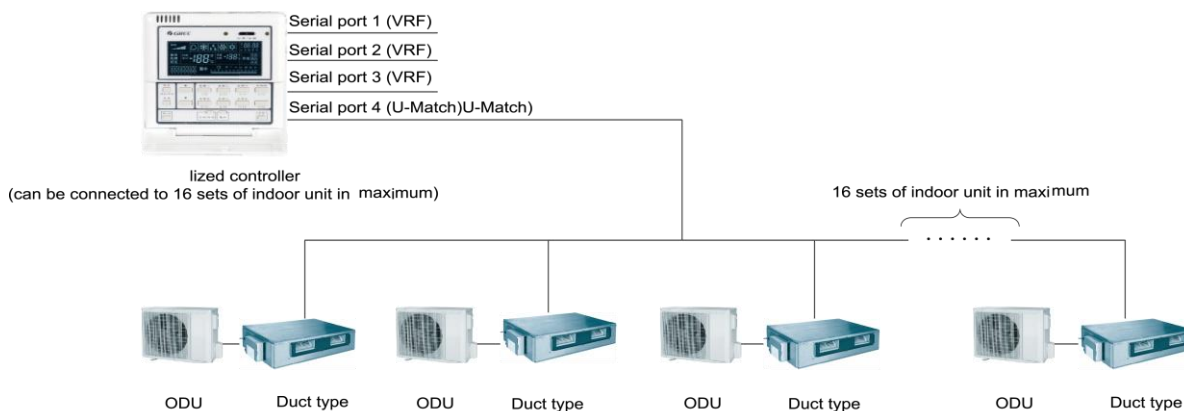 GREE
Serial port 1 (VRF)
Serial port 2 (VRF)
Serial port 3 (VRF)
Serial port 4 (U-Match)U-Match)
lized controller
(can be connected to 16 sets of indoor unit in maximum)
16 sets of indoor unit in maximum
ODU Duct type ODU Duct type ODU Duct type ODU Duct type